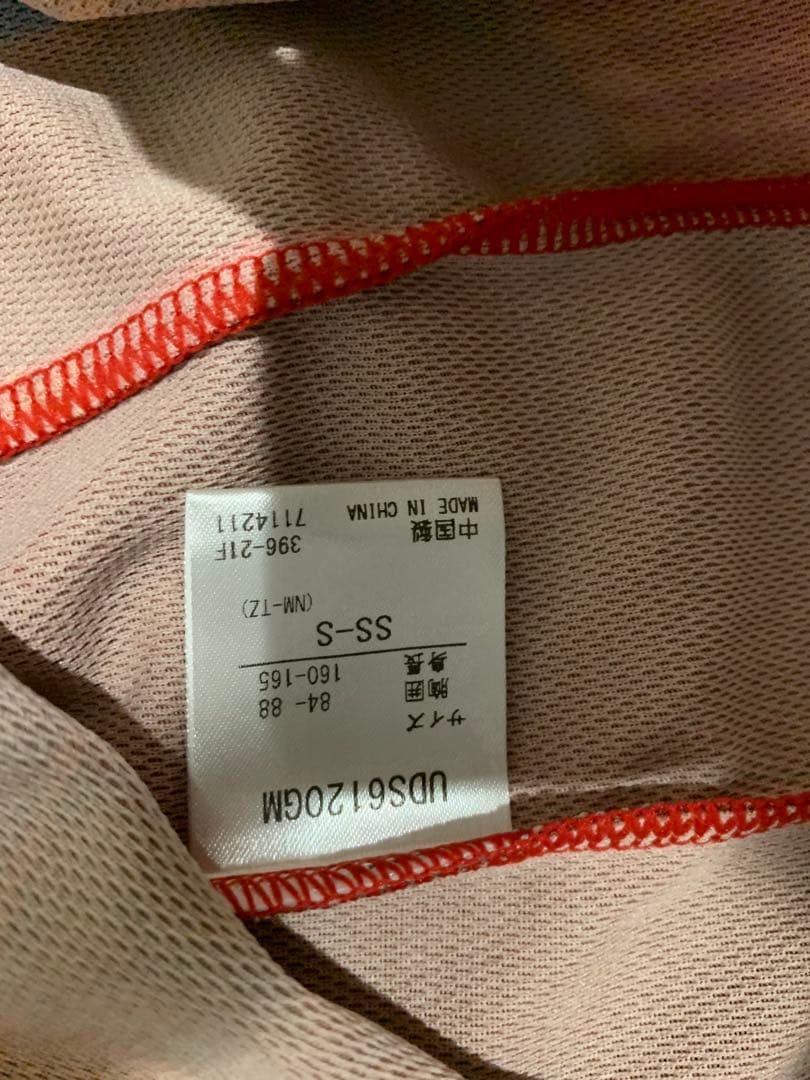 UDS6120GM
サイズ
胸囲 84- 88
身長 160-165
SS-S
(NM-TZ)
396-21F
中国製 7114211
MADE IN CHINA